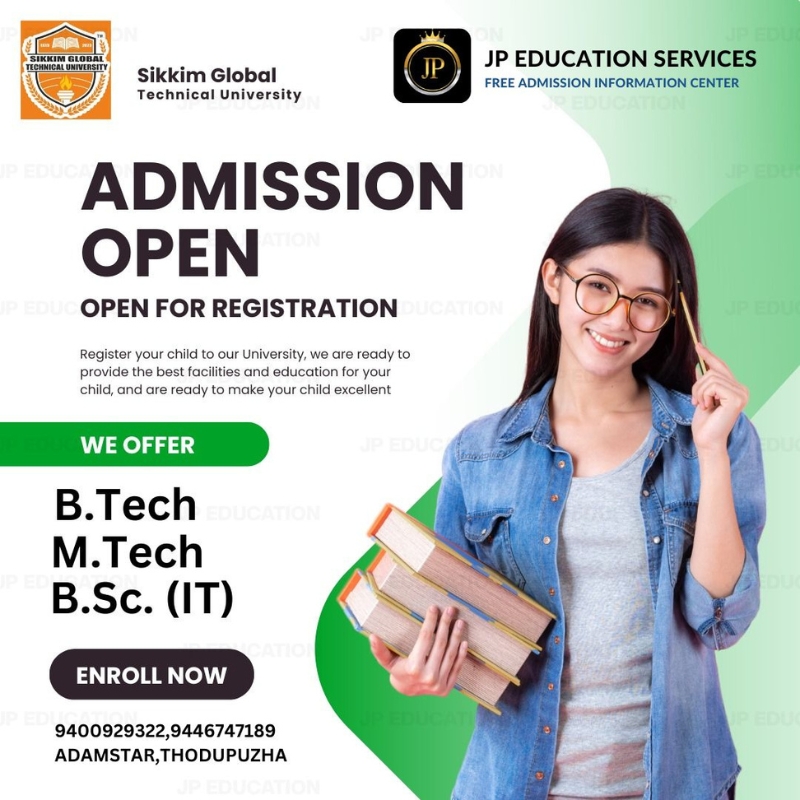 SIKKIM GLOBAL
TECHNICAL UNIVERSITY
Sikkim Global
Technical University
JP
JP EDUCATION SERVICES
FREE ADMISSION INFORMATION CENTER
ADMISSION
OPEN
OPEN FOR REGISTRATION
Register your child to our University, we are ready to
provide the best facilities and education for your
child, and are ready to make your child excellent
WE OFFER
B.Tech
M.Tech
B.Sc. (IT)
ENROLL NOW
9400929322,9446747189
ADAMSTAR,THODUPUZHA
JP EDUCATION